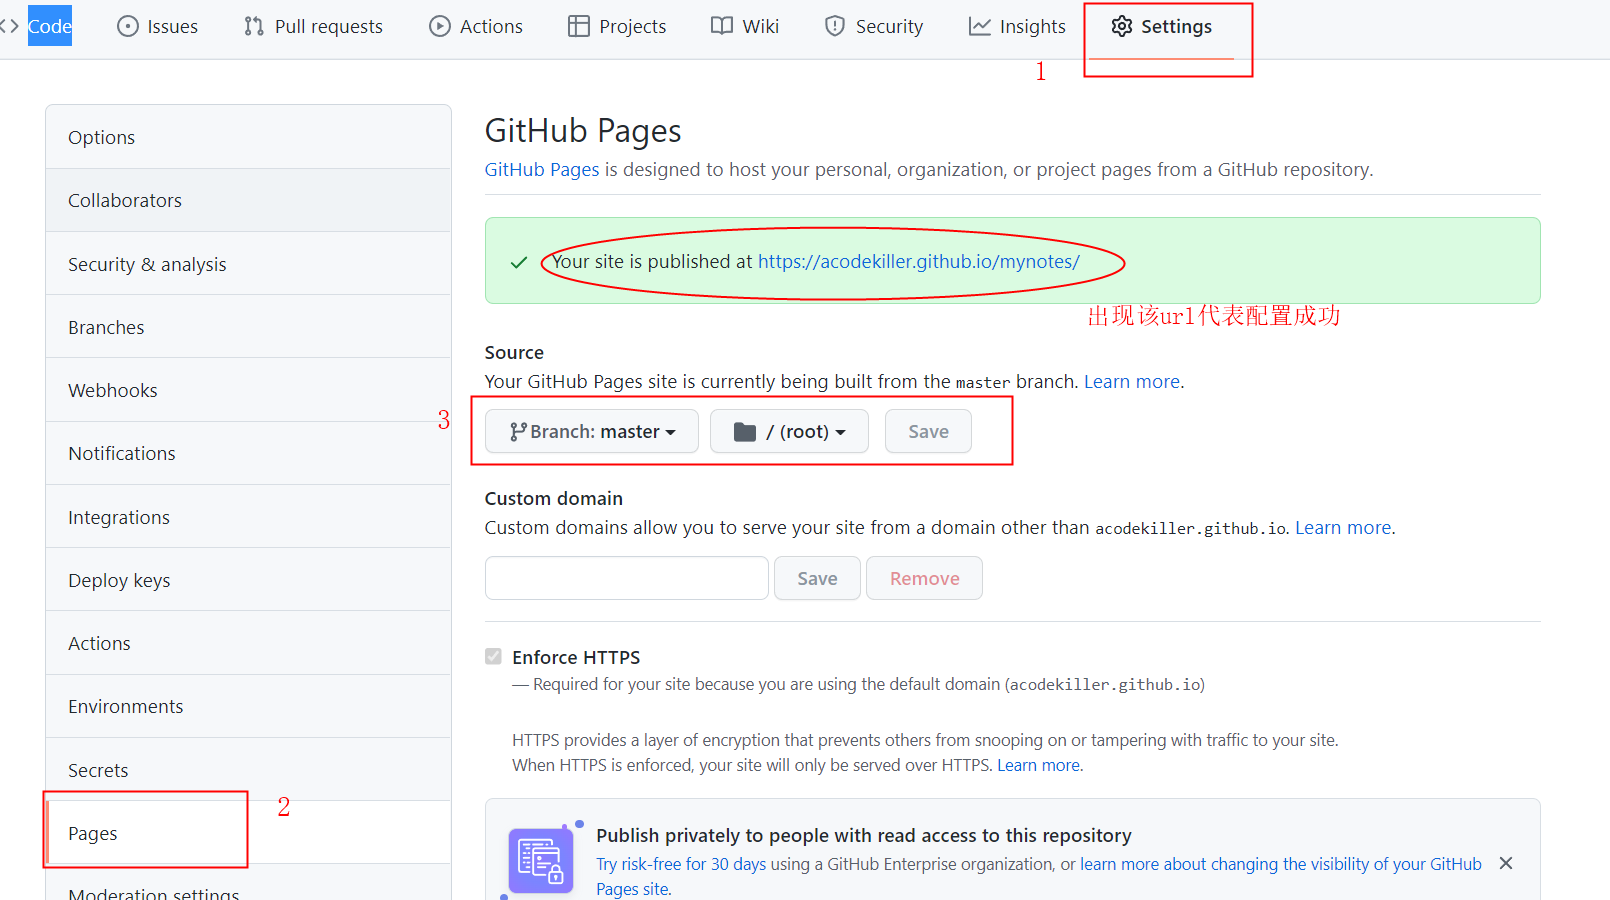 Code Issues Pull requests Actions Projects Wiki Security Insights Settings
1
Options
Collaborators
Security & analysis
Branches
Webhooks
Notifications
Integrations
Deploy keys
Actions
Environments
Secrets
Pages
2
Moderation settings
GitHub Pages
GitHub Pages is designed to host your personal, organization, or project pages from a GitHub repository.
Your site is published at https://acodekiller.github.io/mynotes/
出现该url代表配置成功
Source
Your GitHub Pages site is currently being built from the master branch. Learn more.
3
Branch: master / (root) Save
Custom domain
Custom domains allow you to serve your site from a domain other than acodekiller.github.io. Learn more.
Save Remove
Enforce HTTPS
— Required for your site because you are using the default domain (acodekiller.github.io)
HTTPS provides a layer of encryption that prevents others from snooping on or tampering with traffic to your site.
When HTTPS is enforced, your site will only be served over HTTPS. Learn more.
Publish privately to people with read access to this repository
Try risk-free for 30 days using a GitHub Enterprise organization, or learn more about changing the visibility of your GitHub
Pages site.